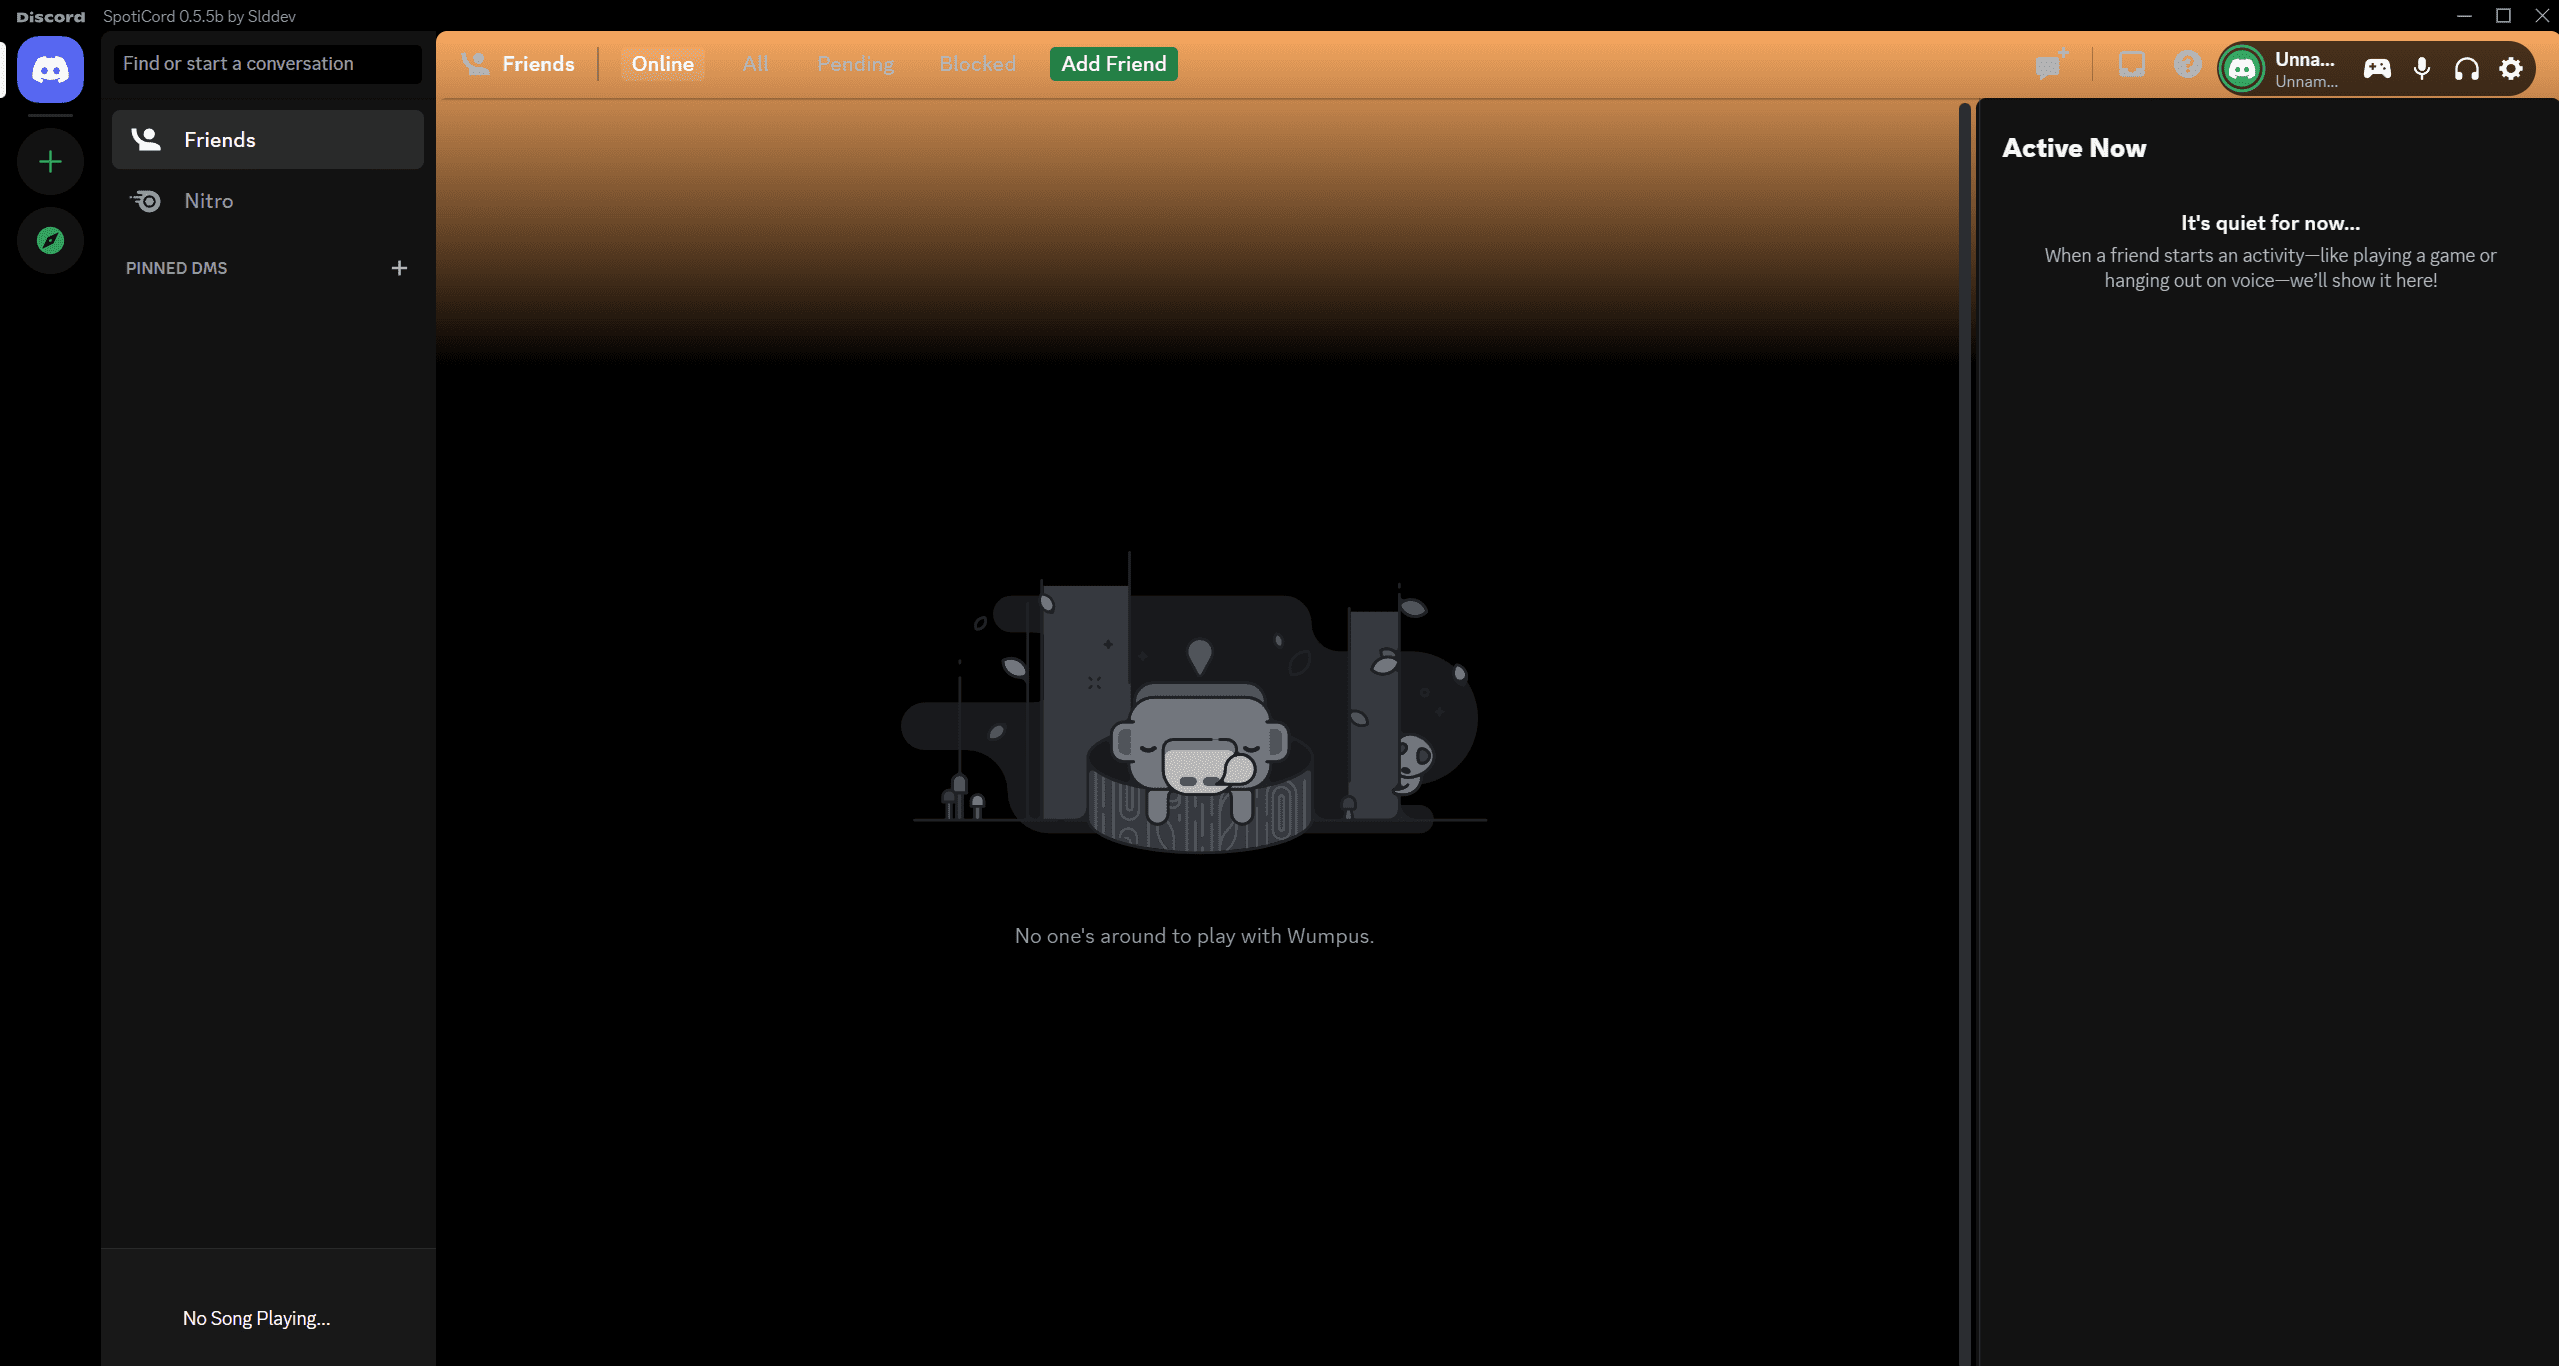 Discord SpotiCord 0.5.5b by Slddev
Find or start a conversation
Friends
Nitro
PINNED DMS
No Song Playing...
Friends Online All Pending Blocked Add Friend
Unna...
Unnam...
No one's around to play with Wumpus.
Active Now
It's quiet for now...
When a friend starts an activity—like playing a game or
hanging out on voice—we’ll show it here!